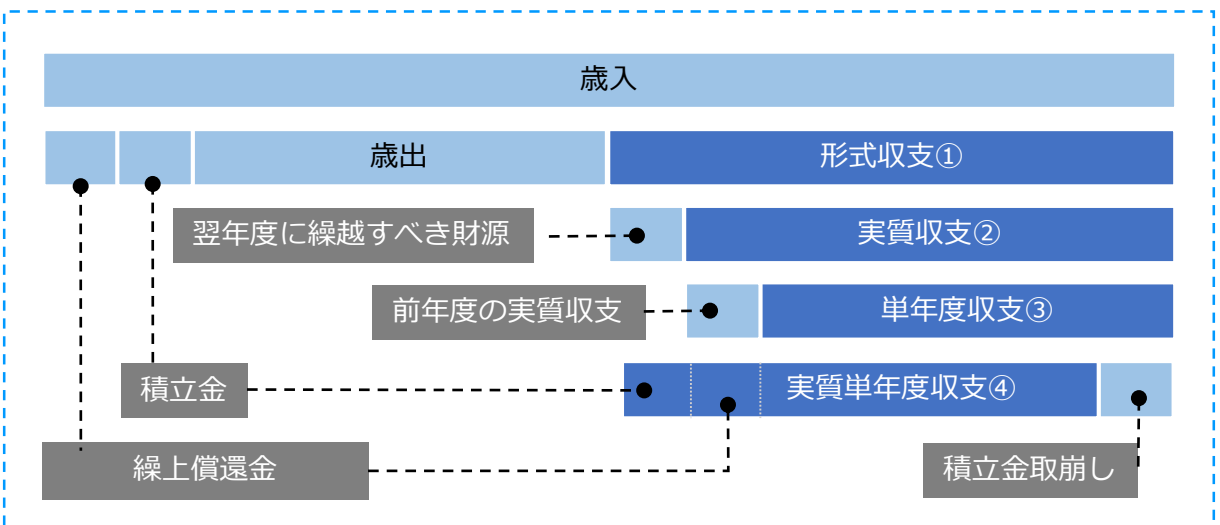 歳入
歳出
形式収支①
翌年度に繰越すべき財源
実質収支②
前年度の実質収支
単年度収支③
積立金
実質単年度収支④
繰上償還金
積立金取崩し